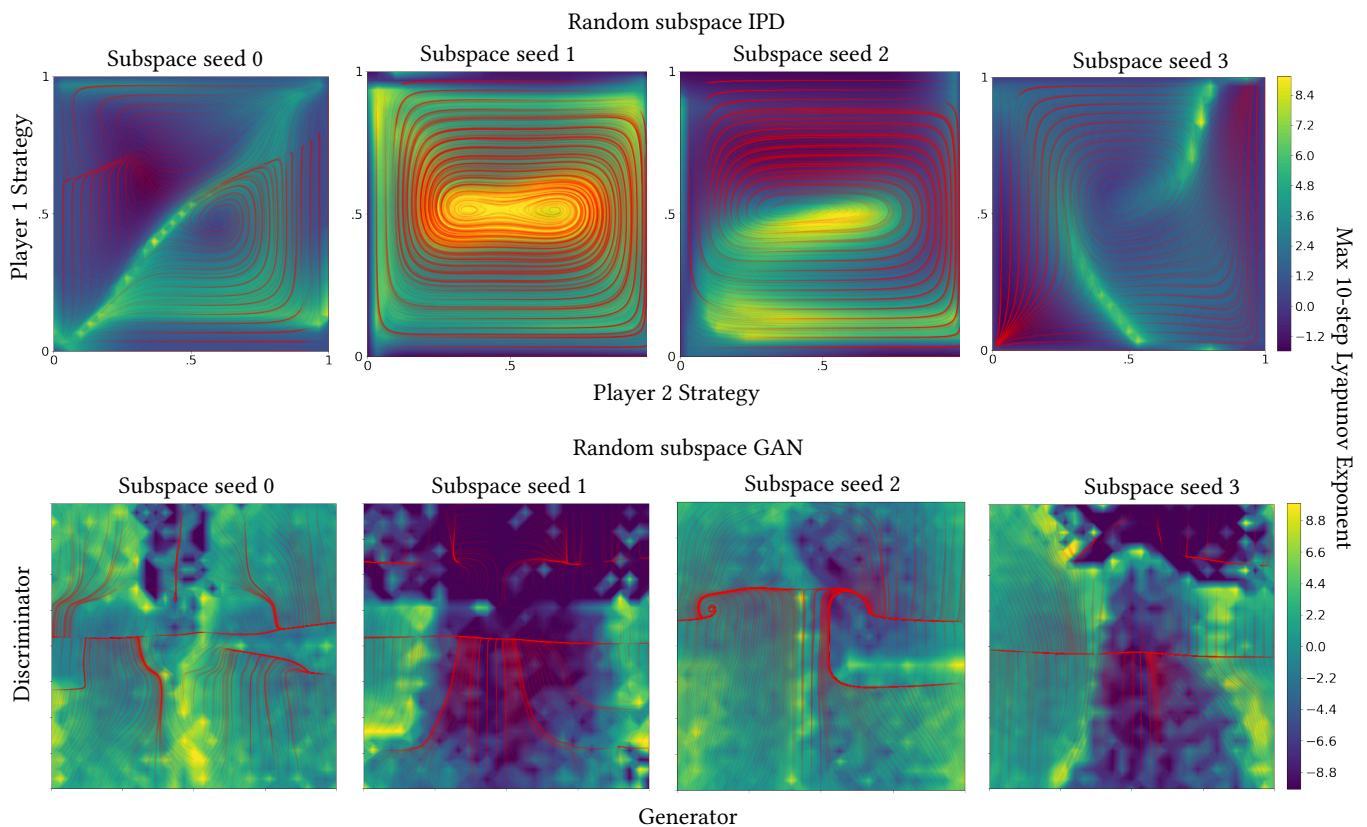 Random subspace IPD
Subspace seed 0
Subspace seed 1
Subspace seed 2
Subspace seed 3
Player 1 Strategy
1
.5
0
0
.5
1
1
.5
0
0
.5
1
.5
0
0
.5
1
.5
0
0
.5
1
8.4
7.2
6.0
4.8
3.6
2.4
1.2
0.0
−1.2
Player 2 Strategy
Max 10-step Lyapunov Exponent
Random subspace GAN
Subspace seed 0
Subspace seed 1
Subspace seed 2
Subspace seed 3
Discriminator
8.8
6.6
4.4
2.2
0.0
−2.2
−4.4
−6.6
−8.8
Generator